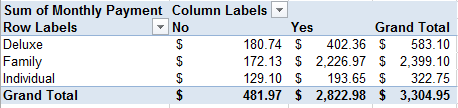 Sum of Monthly Payment Column Labels
Row Labels No Yes Grand Total
Deluxe $ 180.74 $ 402.36 $ 583.10
Family $ 172.13 $ 2,226.97 $ 2,399.10
Individual $ 129.10 $ 193.65 $ 322.75
Grand Total $ 481.97 $ 2,822.98 $ 3,304.95